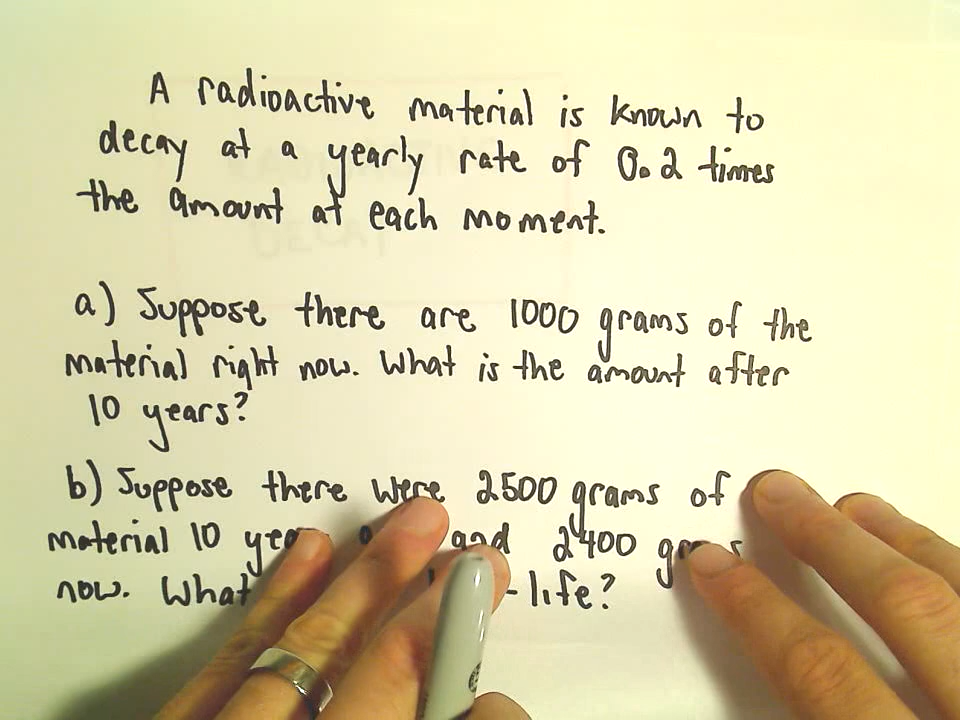 A radioactive material is known to
decay at a yearly rate of 0.2 times
the amount at each moment.
a) Suppose there are 1000 grams of the
material right now. What is the amount after
10 years?
b) Suppose there were 2500 grams of
material 10 and 2400
now. What -life?